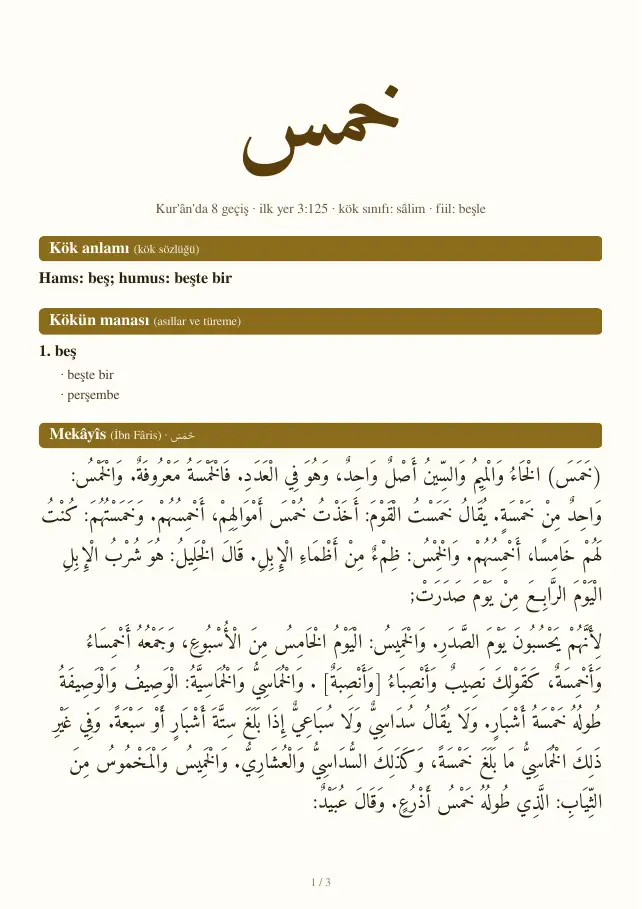 خمس
Kur'ân'da 8 geçiş · ilk yer 3:125 · kök sınıfı: sâlim · fiil: beşle
Kök anlamı (kök sözlüğü)
Hams: beş; humus: beşte bir
Kökün manası (asıllar ve türeme)
1. beş
· beşte bir
· perşembe
Mekâyîs (İbn Fâris) · خَمَسَ
(خَمَسَ) الْخَاءُ وَالْمِيمُ وَالسِّينُ أَصْلٌ وَاحِدٌ، وَهُوَ فِي الْعَدَدِ. فَالْخَمْسَةُ مَعْرُوفَةٌ. وَالْخُمْسُ:
وَاحِدٌ مِنْ خَمْسَةٍ. يُقَالُ خَمَسْتُ الْقَوْمَ: أَخَذْتُ خُمْسَ أَمْوَالِهِمْ، أَخْمِسُهُمْ. وَخَمَسْتُهُمْ: كُنْتُ
لَهُمْ خَامِسًا، أَخْمِسُهُمْ. وَالْخِمْسُ: ظِمْءٌ مِنْ أَظْمَاءِ الْإِبِلِ. قَالَ الْخَلِيلُ: هُوَ شُرْبُ الْإِبِلِ
الْيَوْمَ الرَّابِعَ مِنْ يَوْمَ صَدَرَتْ;
لِأَنَّهُمْ يَحْسُبُونَ يَوْمَ الصَّدَرِ. وَالْخَمِيسُ: الْيَوْمُ الْخَامِسُ مِنَ الْأُسْبُوعِ، وَجَمْعُهُ أَخْمِسَاءُ
وَأَخْمِسَةٌ، كَقَوْلِكَ نَصِيبٌ وَأَنْصِبَاءُ [وَأَنْصِبَةٌ] . وَالْخُمَاسِيُّ وَالْخُمَاسِيَّةُ: الْوَصِيفُ وَالْوَصِيفَةُ
طُولُهُ خَمْسَةُ أَشْبَارٍ. وَلَا يُقَالُ سُدَاسِيٌّ وَلَا سُبَاعِيٌّ إِذَا بَلَغَ سِتَّةَ أَشْبَارٍ أَوْ سَبْعَةً. وَفِي غَيْرِ
ذَلِكَ الْخُمَاسِيُّ مَا بَلَغَ خَمْسَةً، وَكَذَلِكَ السُّدَاسِيُّ وَالْعُشَارِيُّ. وَالْخَمِيسُ وَالْمَخْمُوسُ مِنَ
الثِّيَابِ: الَّذِي طُولُهُ خَمْسُ أَذْرُعٍ. وَقَالَ عُبَيْدٌ:
1 / 3